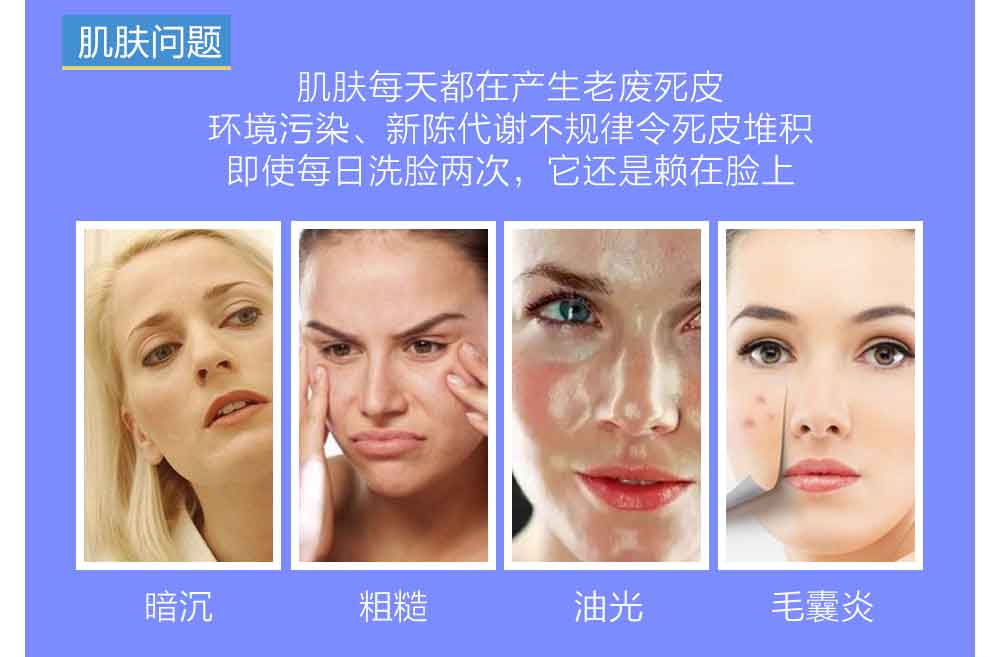 肌肤问题
肌肤每天都在产生老废死皮
环境污染、新陈代谢不规律令死皮堆积
即使每日洗脸两次，它还是赖在脸上
暗沉
粗糙
油光
毛囊炎